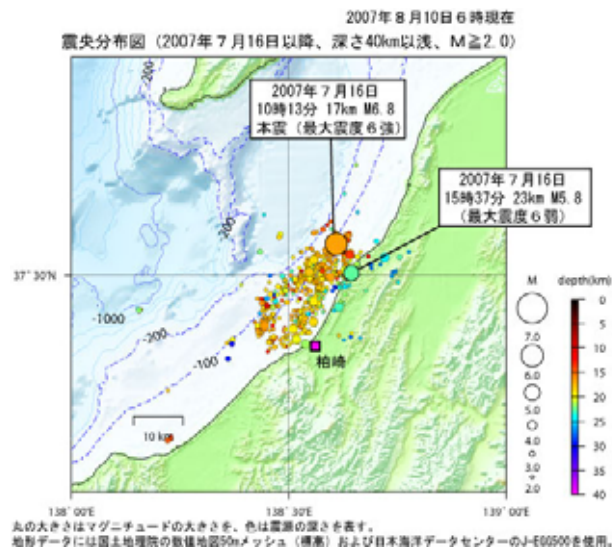 2007年8月10日6時現在
震央分布図 (2007年7月16日以降、深さ40km以浅、M≧2.0)
2007年7月16日
10時13分 17km M6.8
本震 (最大震度6強)
2007年7月16日
15時37分 23km M5.8
(最大震度6弱)
-200
-200
37°30'N
-1000
-200
-100
柏崎
10 km
M
7.0
6.0
5.0
4.0
3.0
2.0
depth(km)
0
5
10
15
20
25
30
35
40
138°00'E
138°30'E
139°00'E
丸の大きさはマグニチュードの大きさを、色は震源の深さを表す。
地形データには国土地理院の数値地図50mメッシュ (標高) および日本海洋データセンターのJ-EGG500を使用。